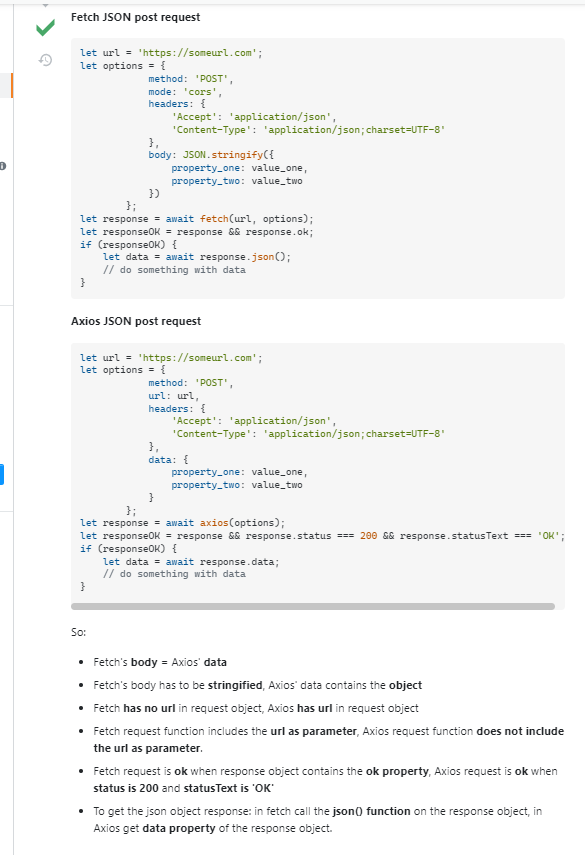 Fetch JSON post request
let url = 'https://someurl.com';
let options = {
            method: 'POST',
            mode: 'cors',
            headers: {
                'Accept': 'application/json',
                'Content-Type': 'application/json;charset=UTF-8'
            },
            body: JSON.stringify({
                property_one: value_one,
                property_two: value_two
            })
        };
let response = await fetch(url, options);
let responseOK = response && response.ok;
if (responseOK) {
    let data = await response.json();
    // do something with data
}
Axios JSON post request
let url = 'https://someurl.com';
let options = {
            method: 'POST',
            url: url,
            headers: {
                'Accept': 'application/json',
                'Content-Type': 'application/json;charset=UTF-8'
            },
            data: {
                property_one: value_one,
                property_two: value_two
            }
        };
let response = await axios(options);
let responseOK = response && response.status === 200 && response.statusText === 'OK';
if (responseOK) {
    let data = await response.data;
    // do something with data
}
So:
• Fetch's body = Axios' data
• Fetch's body has to be stringified, Axios' data contains the object
• Fetch has no url in request object, Axios has url in request object
• Fetch request function includes the url as parameter, Axios request function does not include
the url as parameter.
• Fetch request is ok when response object contains the ok property, Axios request is ok when
status is 200 and statusText is 'OK'
• To get the json object response: in fetch call the json() function on the response object, in
Axios get data property of the response object.